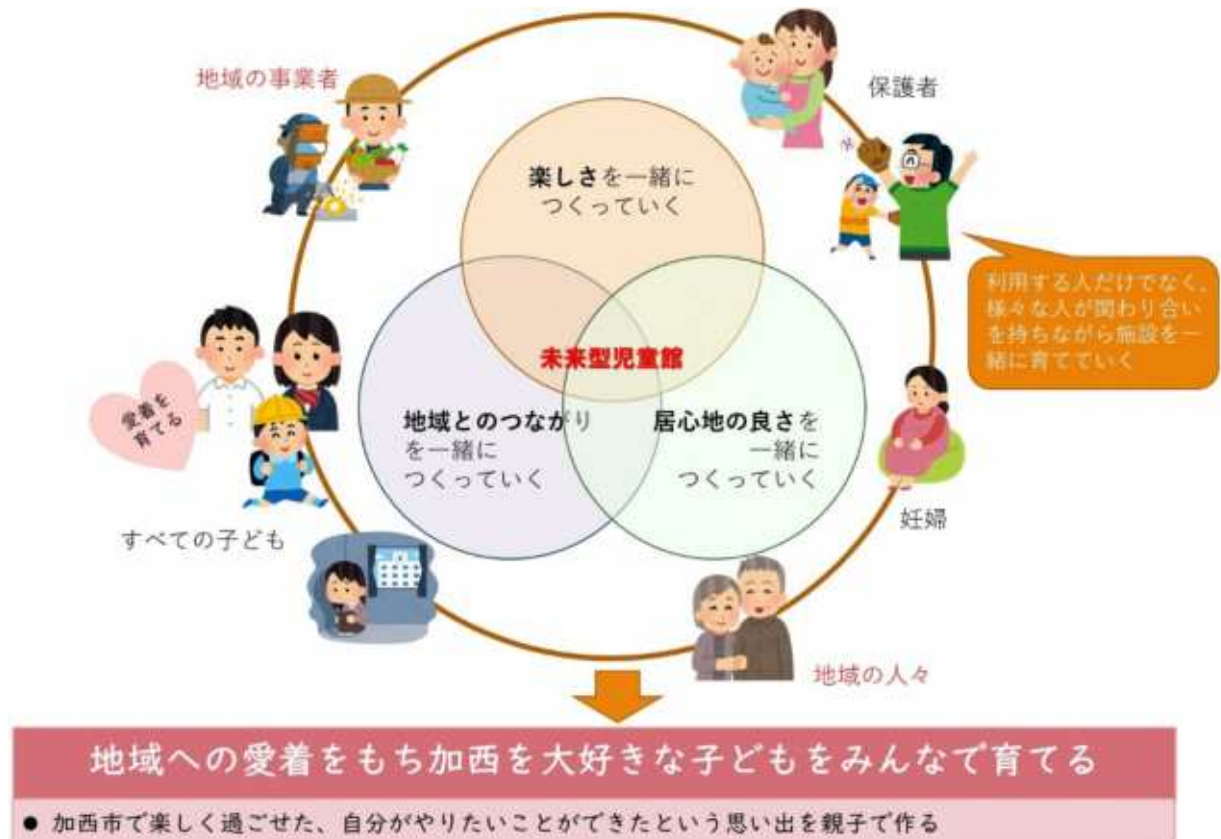 地域の事業者
保護者
楽しさを一緒に
つくっていく
利用する人だけでなく、
様々な人が関わり合い
を持ちながら施設を一
緒に育てていく
未来型児童館
愛着を
育てる
地域とのつながり
を一緒に
つくっていく
居心地の良さを
一緒に
つくっていく
すべての子ども
妊婦
地域の人々
地域への愛着をもち加西を大好きな子どもをみんなで育てる
● 加西市で楽しく過ごせた、自分がやりたいことができたという思い出を親子で作る